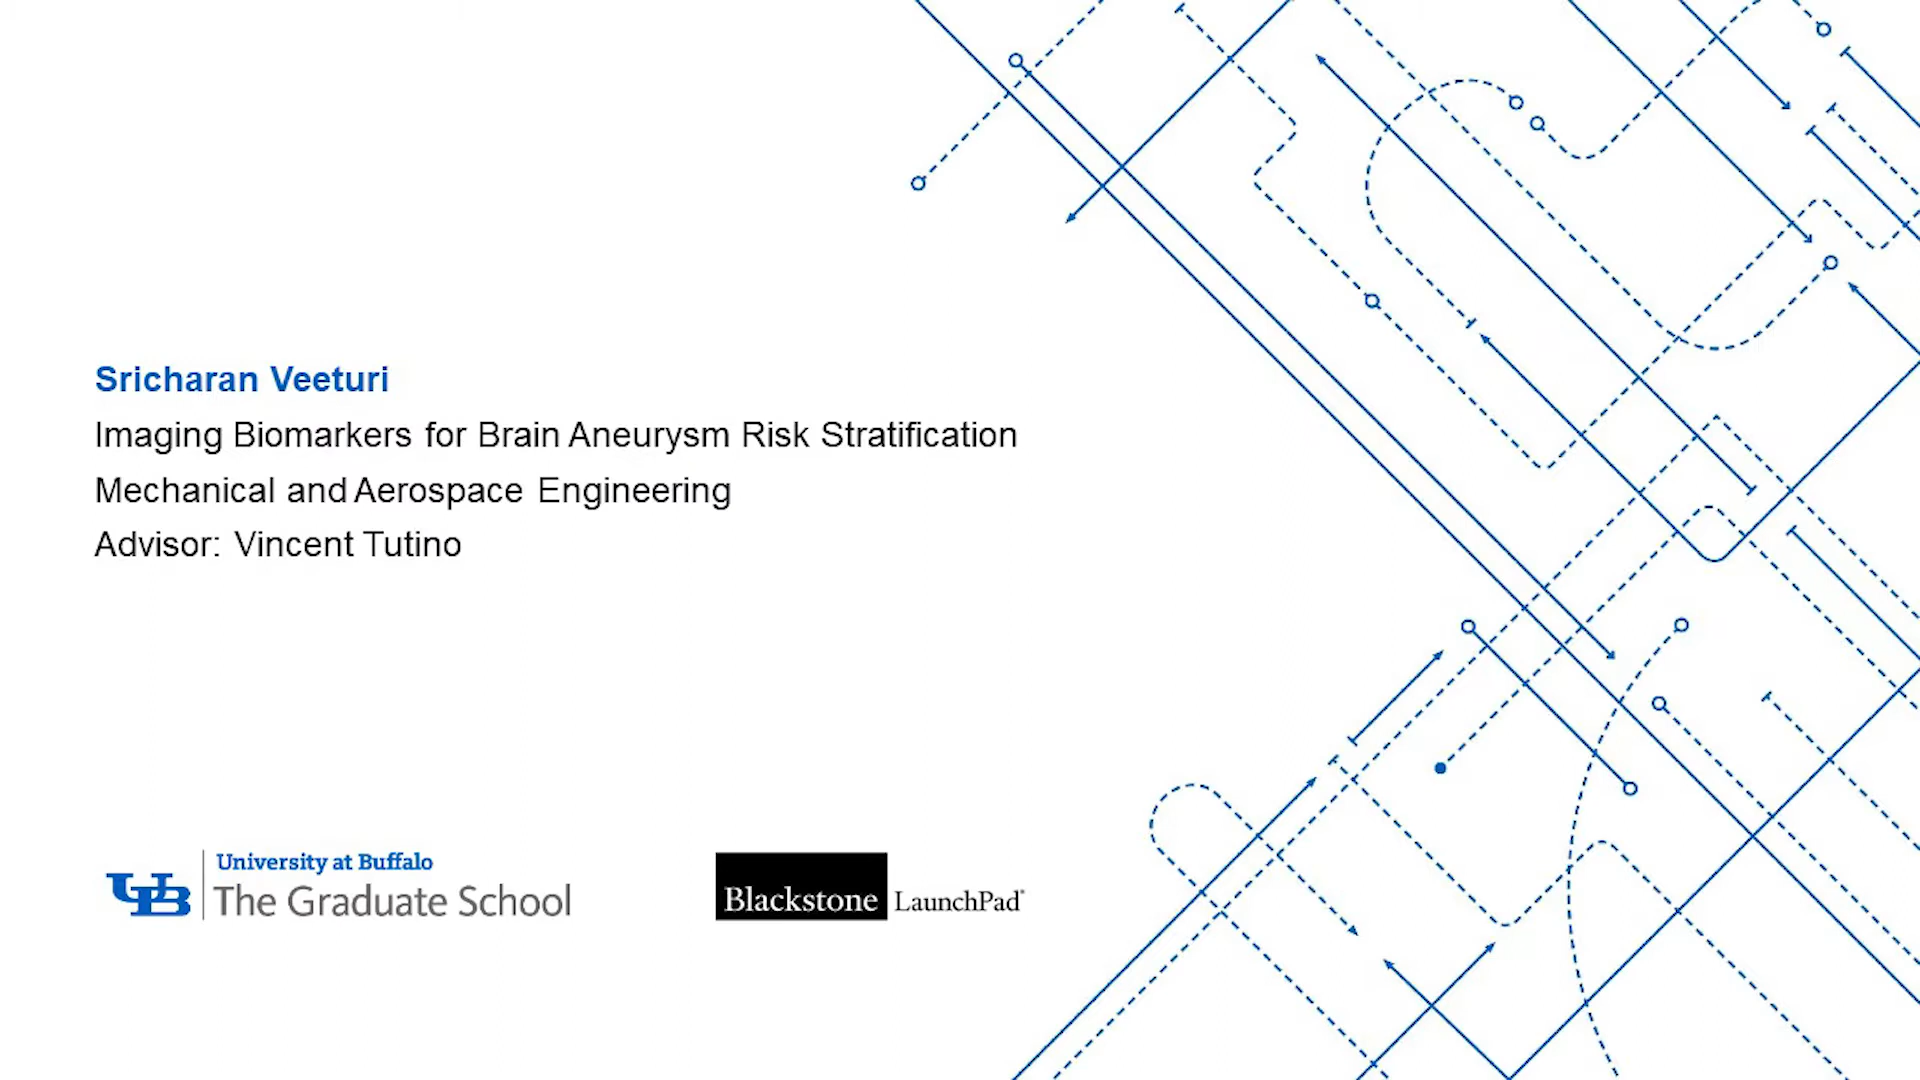 Sricharan Veeturi
Imaging Biomarkers for Brain Aneurysm Risk Stratification
Mechanical and Aerospace Engineering
Advisor: Vincent Tutino
UB
University at Buffalo
The Graduate School
Blackstone LaunchPad®